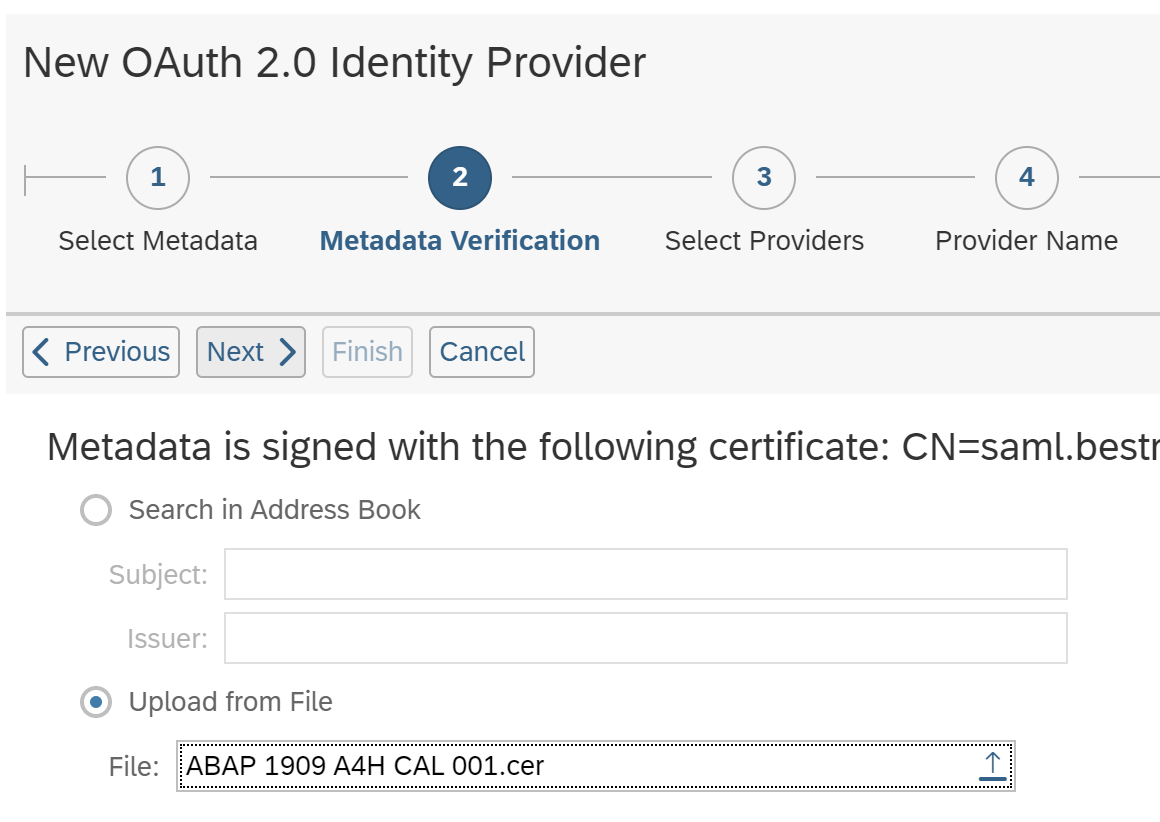 New OAuth 2.0 Identity Provider
1 2 3 4
Select Metadata Metadata Verification Select Providers Provider Name
Previous Next Finish Cancel
Metadata is signed with the following certificate: CN=saml.bestr
Search in Address Book
Subject:
Issuer:
Upload from File
File: ABAP 1909 A4H CAL 001.cer